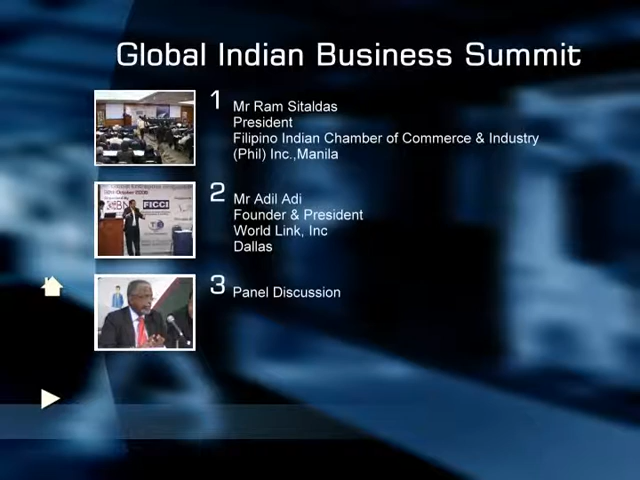 Global Indian Business Summit
1
Mr Ram Sitaldas
President
Filipino Indian Chamber of Commerce & Industry
(Phil) Inc.,Manila
2
Mr Adil Adi
Founder & President
World Link, Inc
Dallas
FICCI
3
Panel Discussion